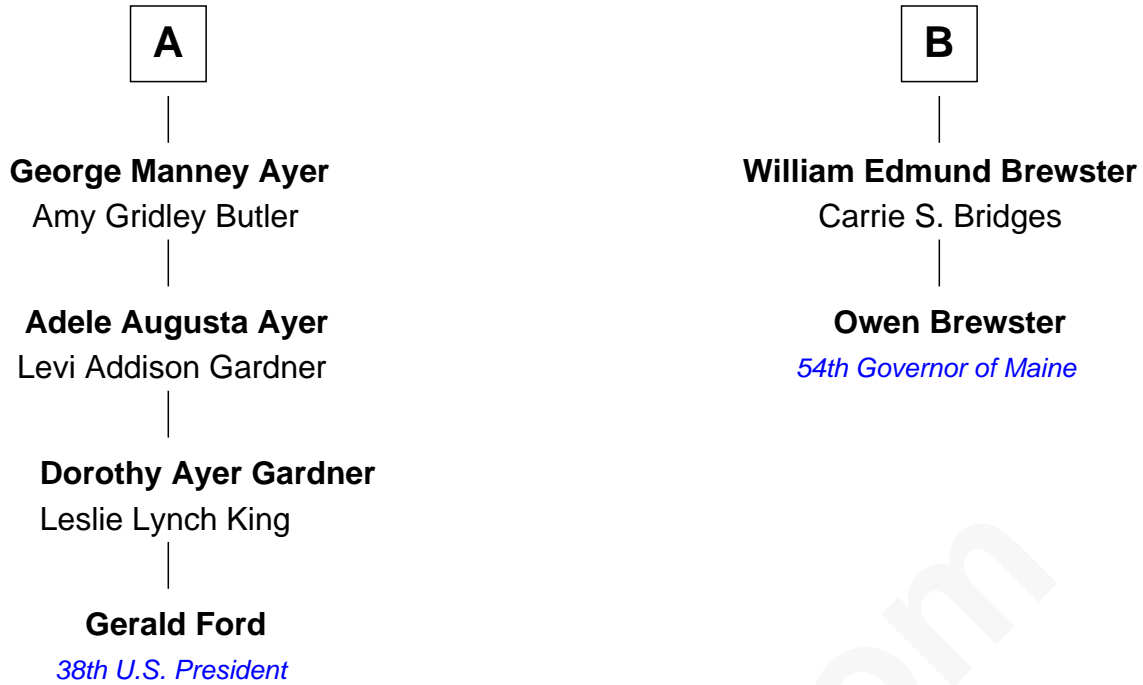 A
George Manney Ayer
Amy Gridley Butler
Adele Augusta Ayer
Levi Addison Gardner
Dorothy Ayer Gardner
Leslie Lynch King
Gerald Ford
38th U.S. President
B
William Edmund Brewster
Carrie S. Bridges
Owen Brewster
54th Governor of Maine
om